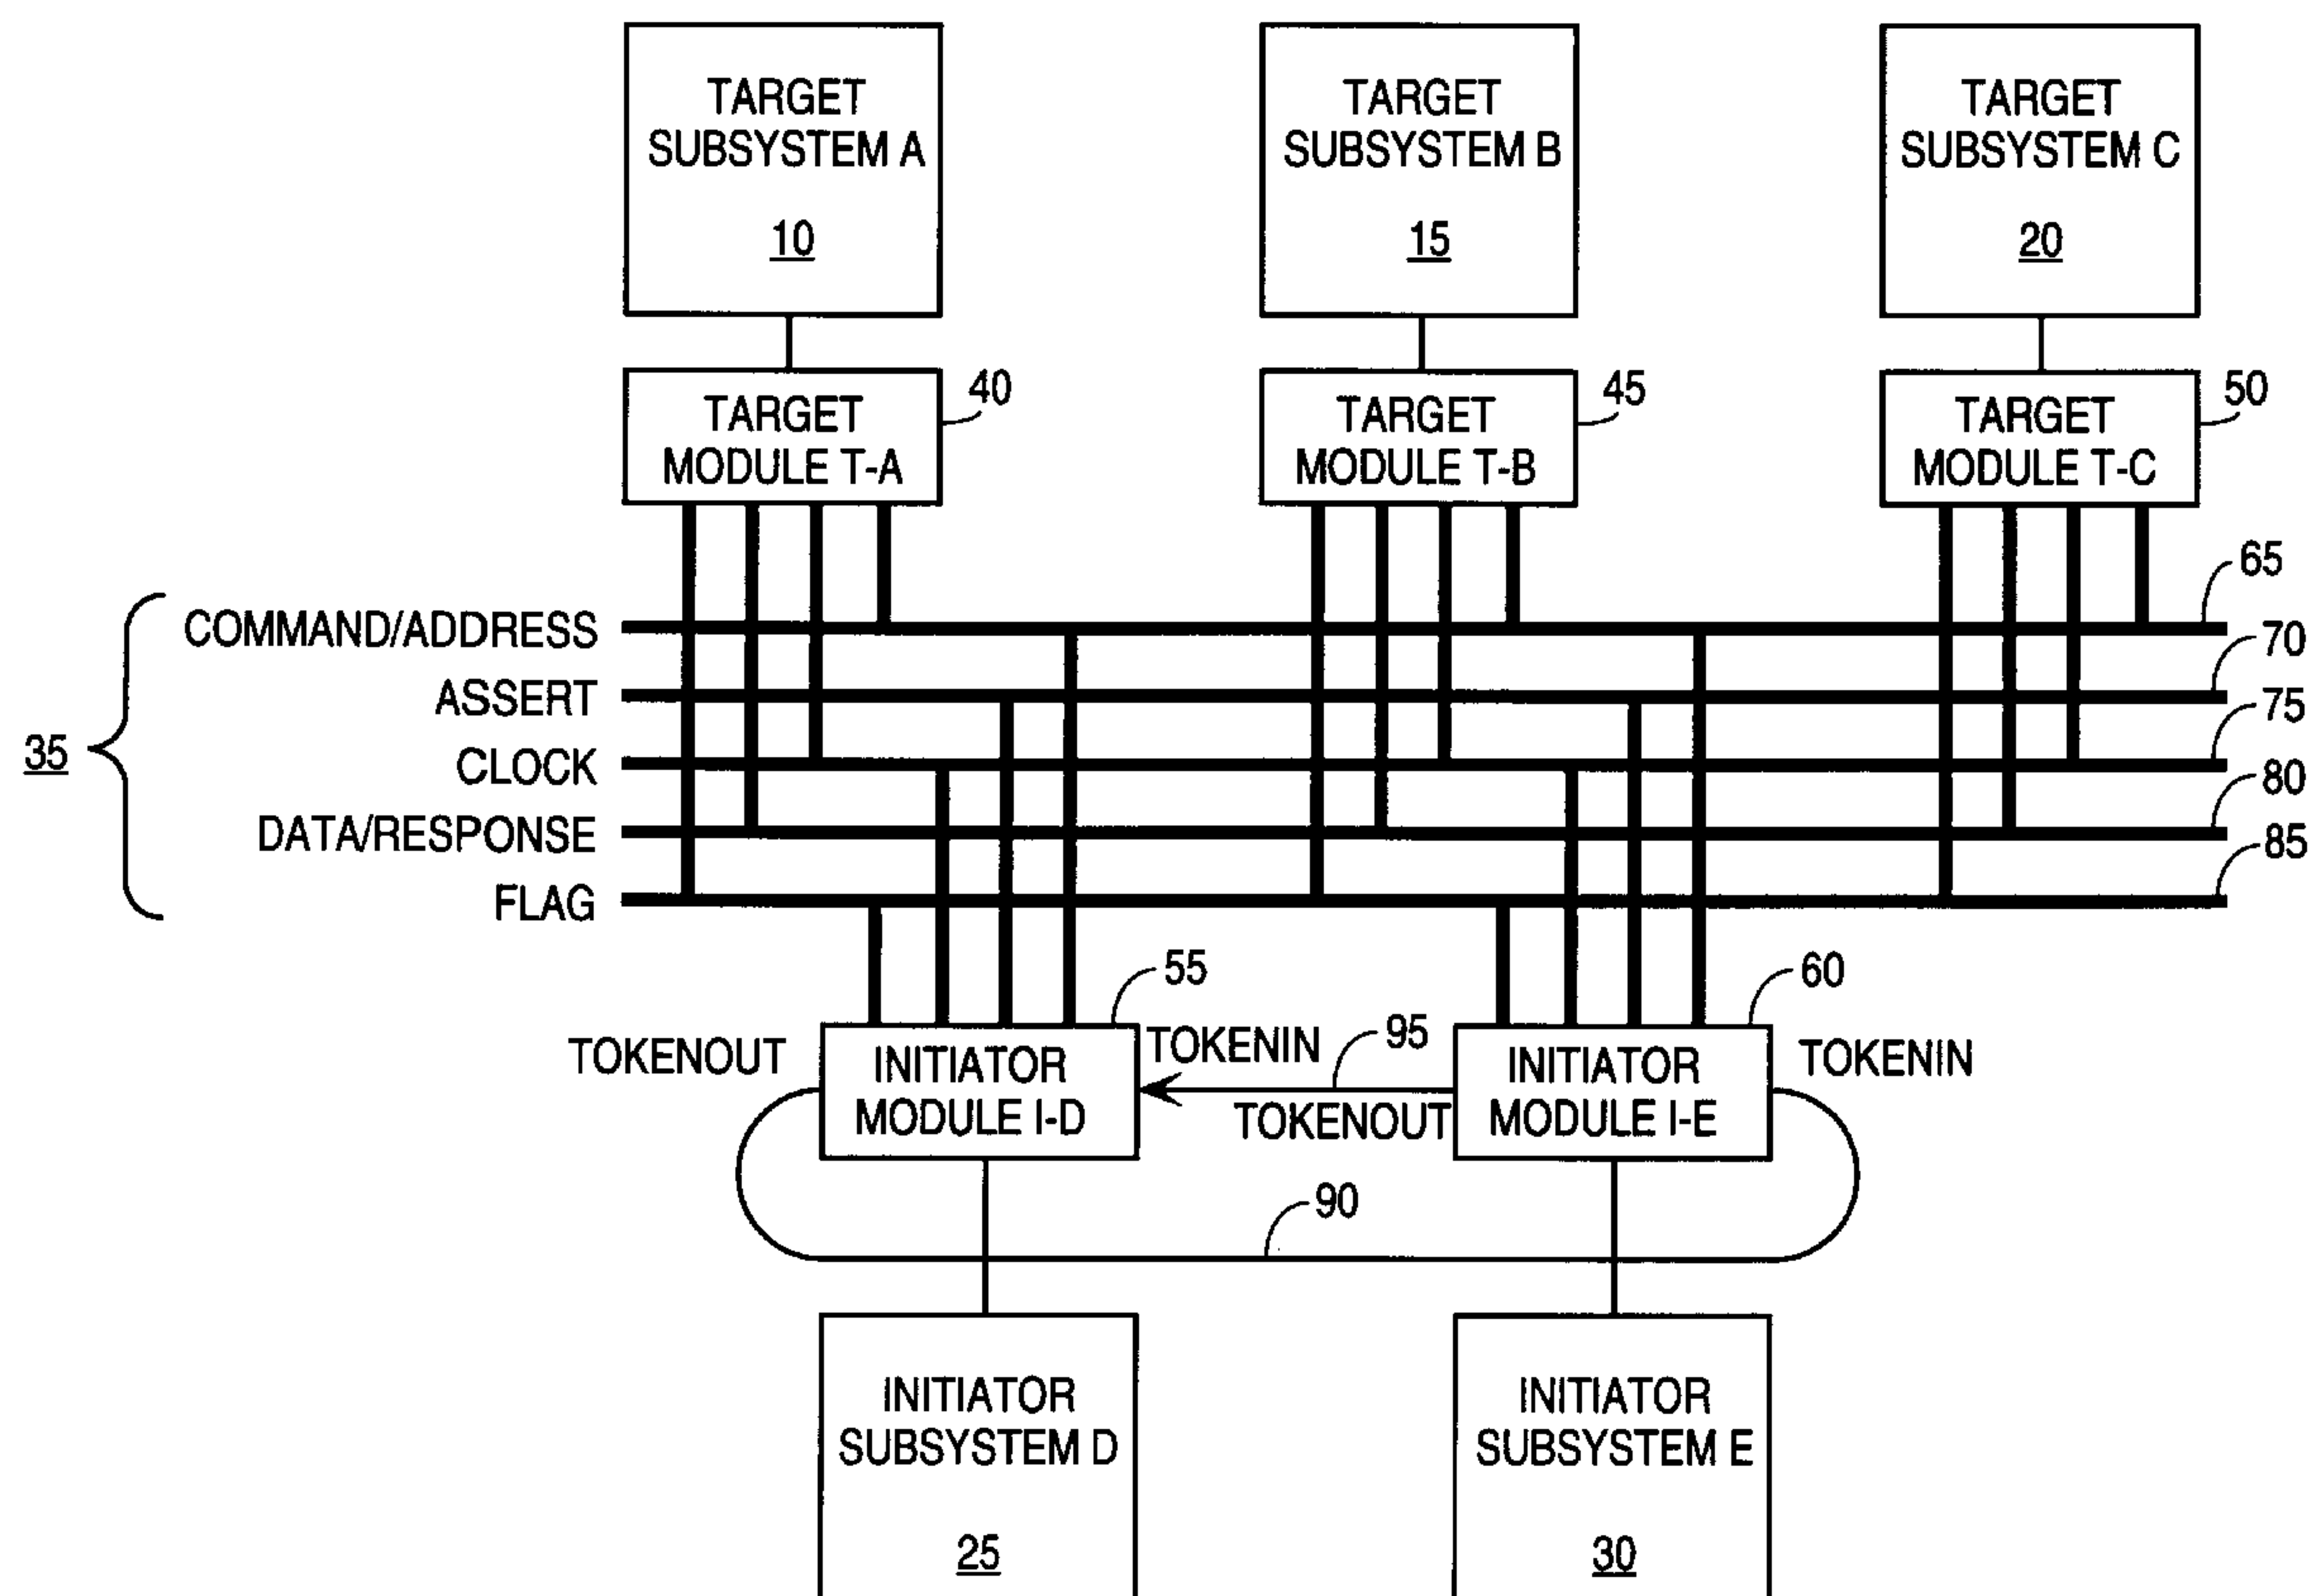 TARGET
SUBSYSTEM A
10
TARGET
SUBSYSTEM B
15
TARGET
SUBSYSTEM C
20
TARGET
MODULE T-A
40
TARGET
MODULE T-B
45
TARGET
MODULE T-C
50
35
COMMAND/ADDRESS
65
ASSERT
70
CLOCK
75
DATA/RESPONSE
80
FLAG
85
TOKENOUT
INITIATOR
MODULE I-D
55
TOKENIN
95
TOKENOUT
INITIATOR
MODULE I-E
60
TOKENIN
90
INITIATOR
SUBSYSTEM D
25
INITIATOR
SUBSYSTEM E
30